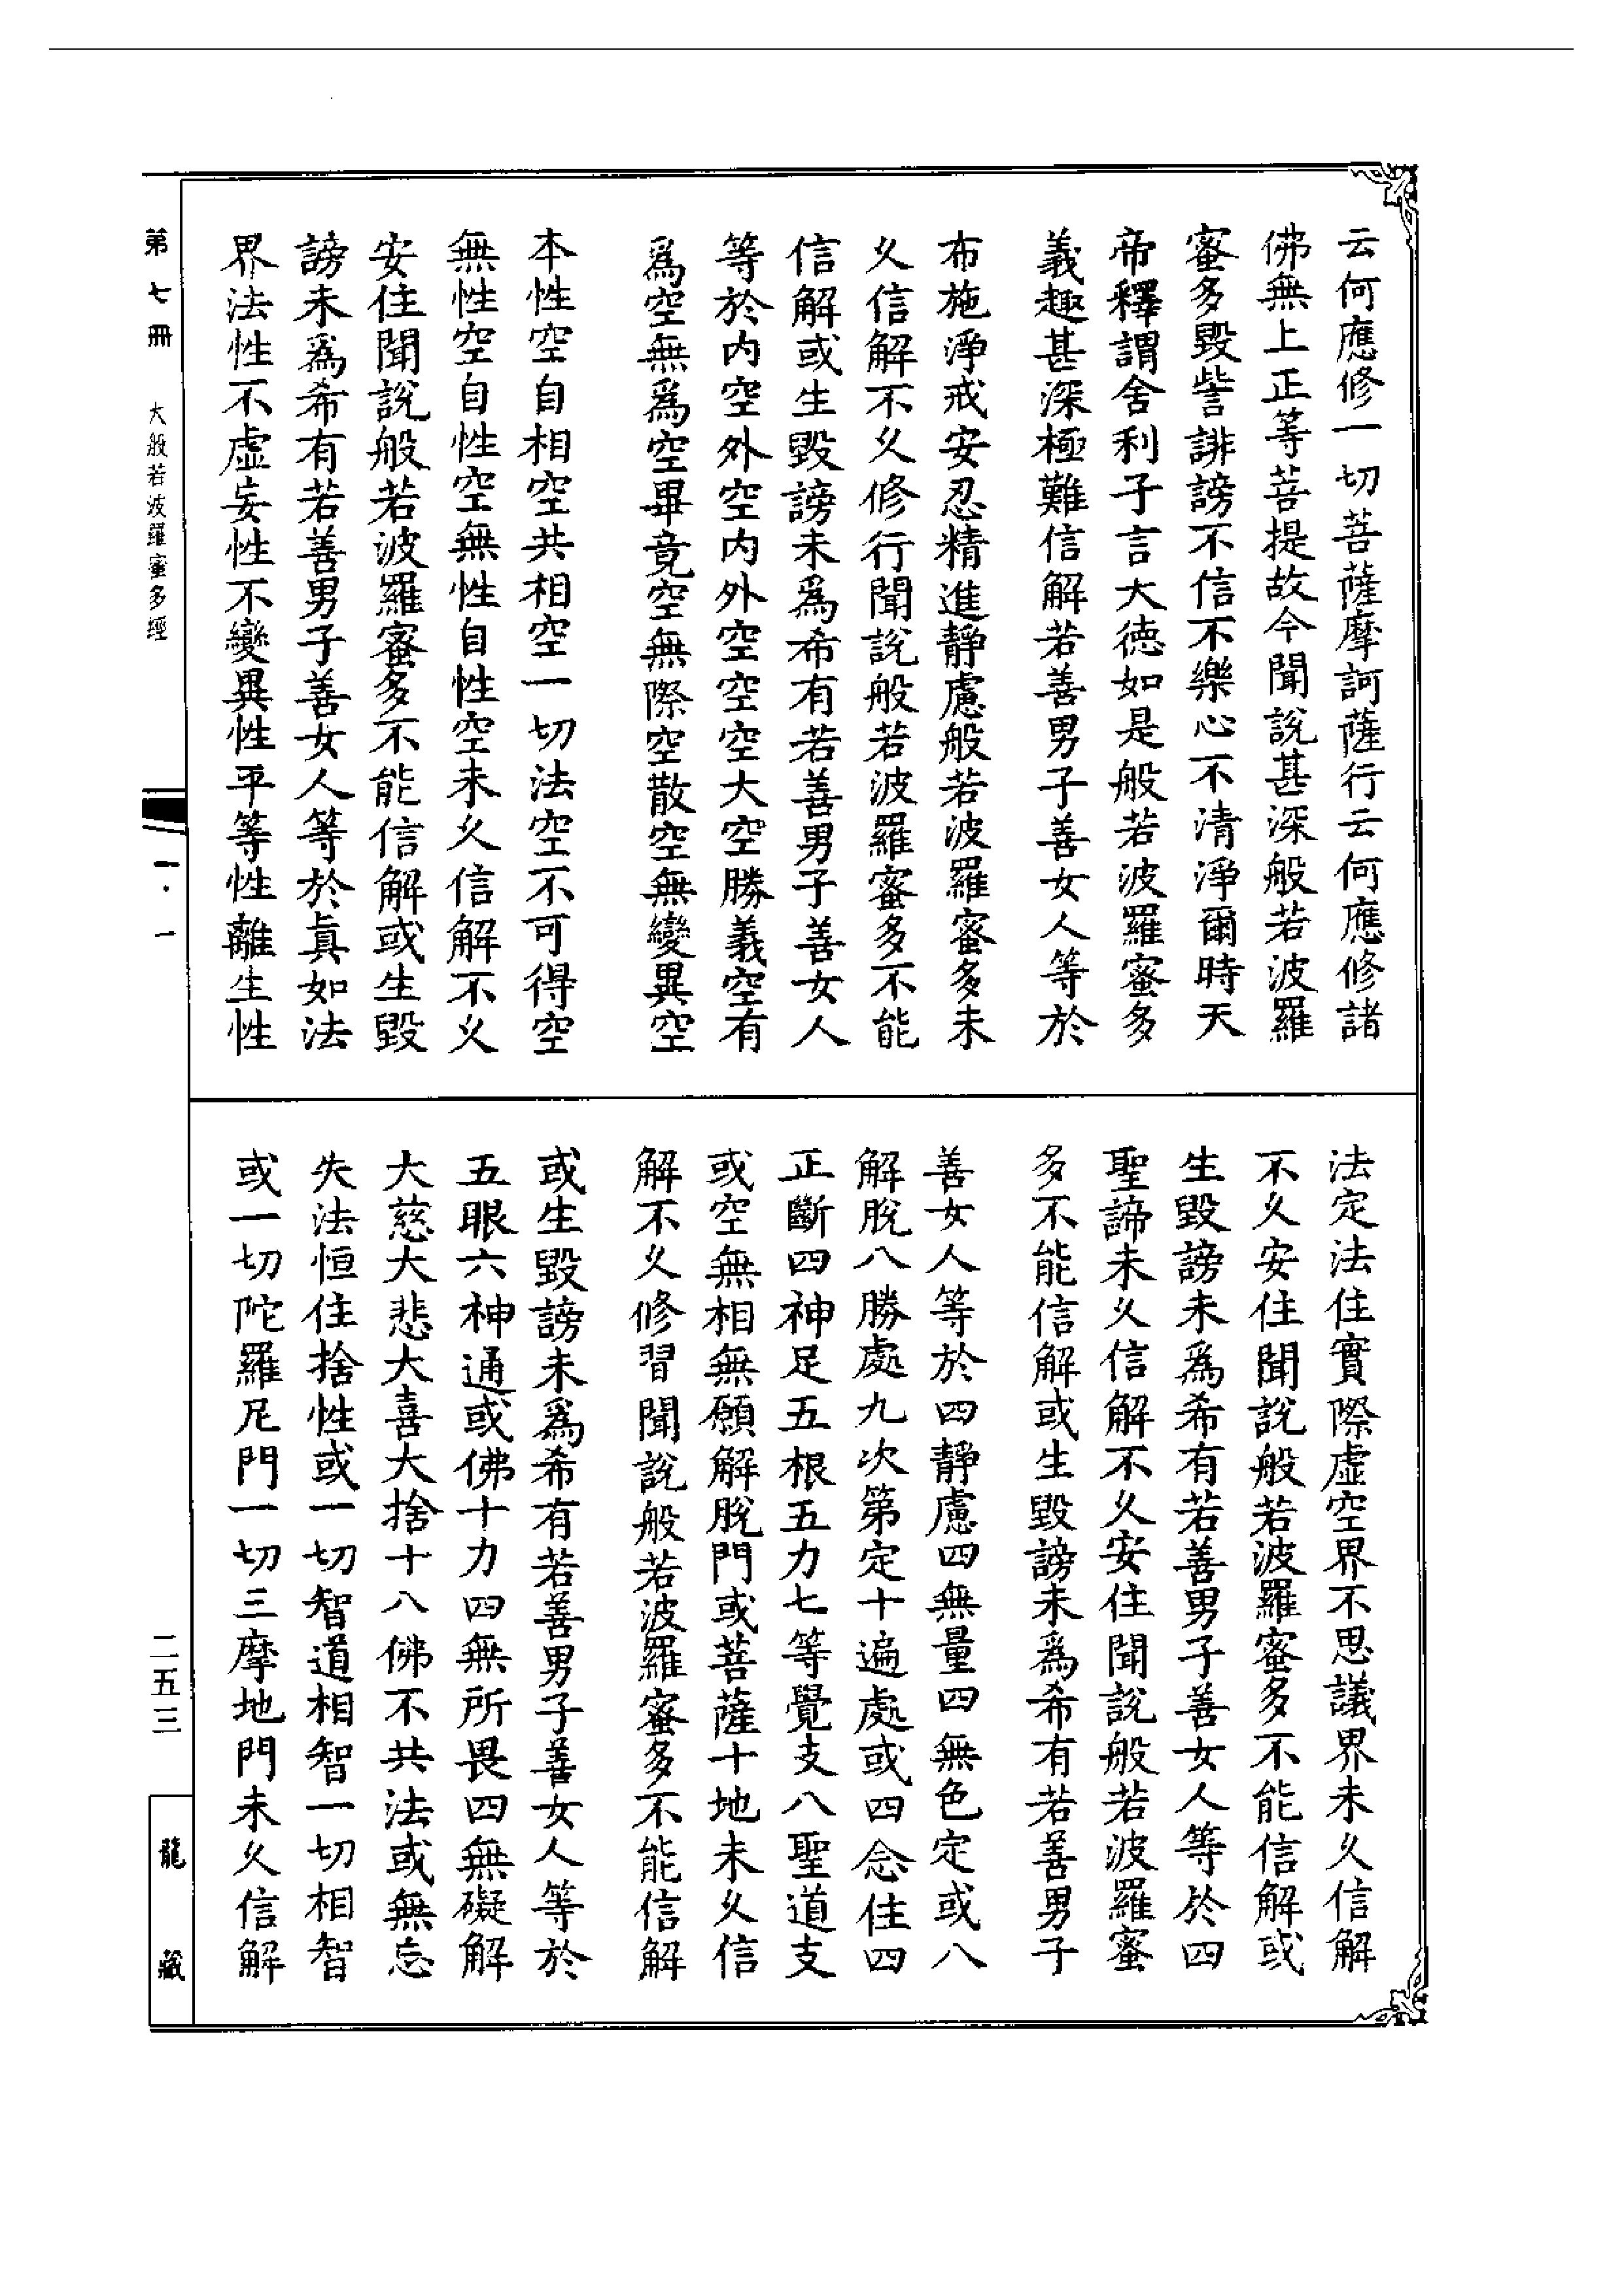 云何應修一切菩薩摩訶薩行云何應修諸
佛無上正等菩提故今聞說甚深般若波羅
蜜多毀訾誹謗不信不樂心不清淨爾時天
帝釋謂舍利子言大德如是般若波羅蜜多
義趣甚深極難信解若善男子善女人等於
布施淨戒安忍精進靜慮般若波羅蜜多未
久信解不久修行聞說般若波羅蜜多不能
信解或生毀謗未爲希有若善男子善女人
等於內空外空內外空空空大空勝義空有
爲空無爲空畢竟空無際空散空無變異空
本性空自相空共相空一切法空不可得空
無性空自性空無性自性空未久信解不久
安住聞說般若波羅蜜多不能信解或生毀
謗未爲希有若善男子善女人等於眞如法
界法性不虛妄性不變異性平等性離生性
法定法住實際虛空界不思議界未久信解
不久安住聞說般若波羅蜜多不能信解或
生毀謗未爲希有若善男子善女人等於四
聖諦未久信解不久安住聞說般若波羅蜜
多不能信解或生毀謗未爲希有若善男子
善女人等於四靜慮四無量四無色定或八
解脫八勝處九次第定十遍處或四念住四
正斷四神足五根五力七等覺支八聖道支
或空無相無願解脫門或菩薩十地未久信
解不久修習聞說般若波羅蜜多不能信解
或生毀謗未爲希有若善男子善女人等於
五眼六神通或佛十力四無所畏四無礙解
大慈大悲大喜大捨十八佛不共法或無忘
失法恒住捨性或一切智道相智一切相智
或一切陀羅尼門一切三摩地門未久信解
第七冊 大般若波羅蜜多經
一·一
二五三
龍藏